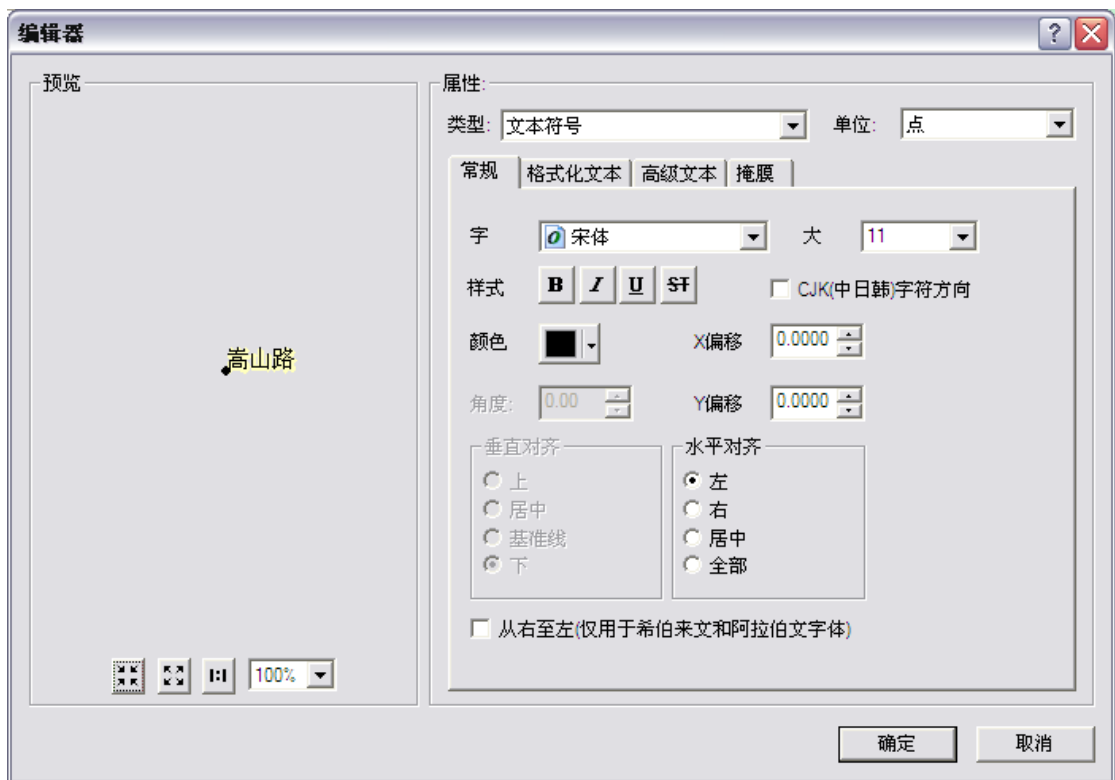 编辑器
预览
嵩山路
100%
属性:
类型: 文本符号 单位: 点
常规 格式化文本 高级文本 掩膜
字 宋体 大 11
样式 B I U ST CJK(中日韩)字符方向
颜色 X偏移 0.0000
角度: 0.00 Y偏移 0.0000
垂直对齐
上
居中
基准线
下
水平对齐
左
右
居中
全部
从右至左(仅用于希伯来文和阿拉伯文字体)
确定 取消